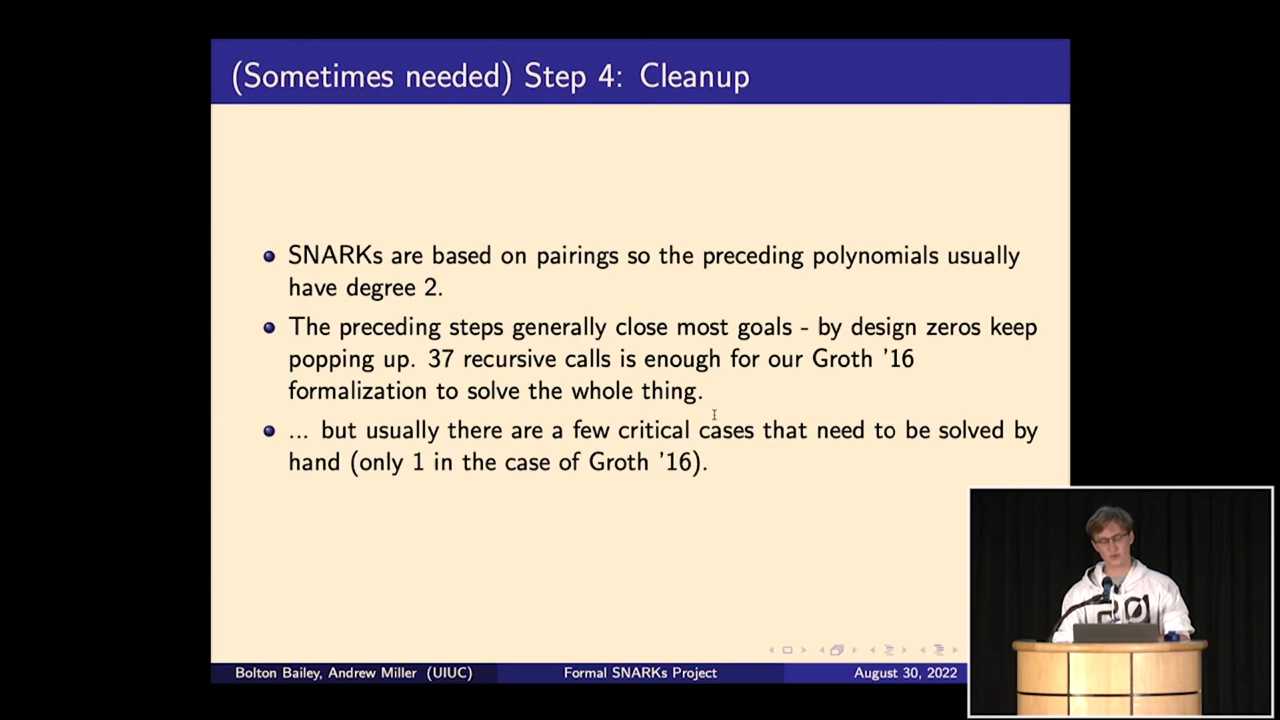 (Sometimes needed) Step 4: Cleanup
SNARKs are based on pairings so the preceding polynomials usually
have degree 2.
The preceding steps generally close most goals - by design zeros keep
popping up. 37 recursive calls is enough for our Groth '16
formalization to solve the whole thing.
... but usually there are a few critical cases that need to be solved by
hand (only 1 in the case of Groth '16).
Bolton Bailey, Andrew Miller (UIUC) Formal SNARKs Project August 30, 2022